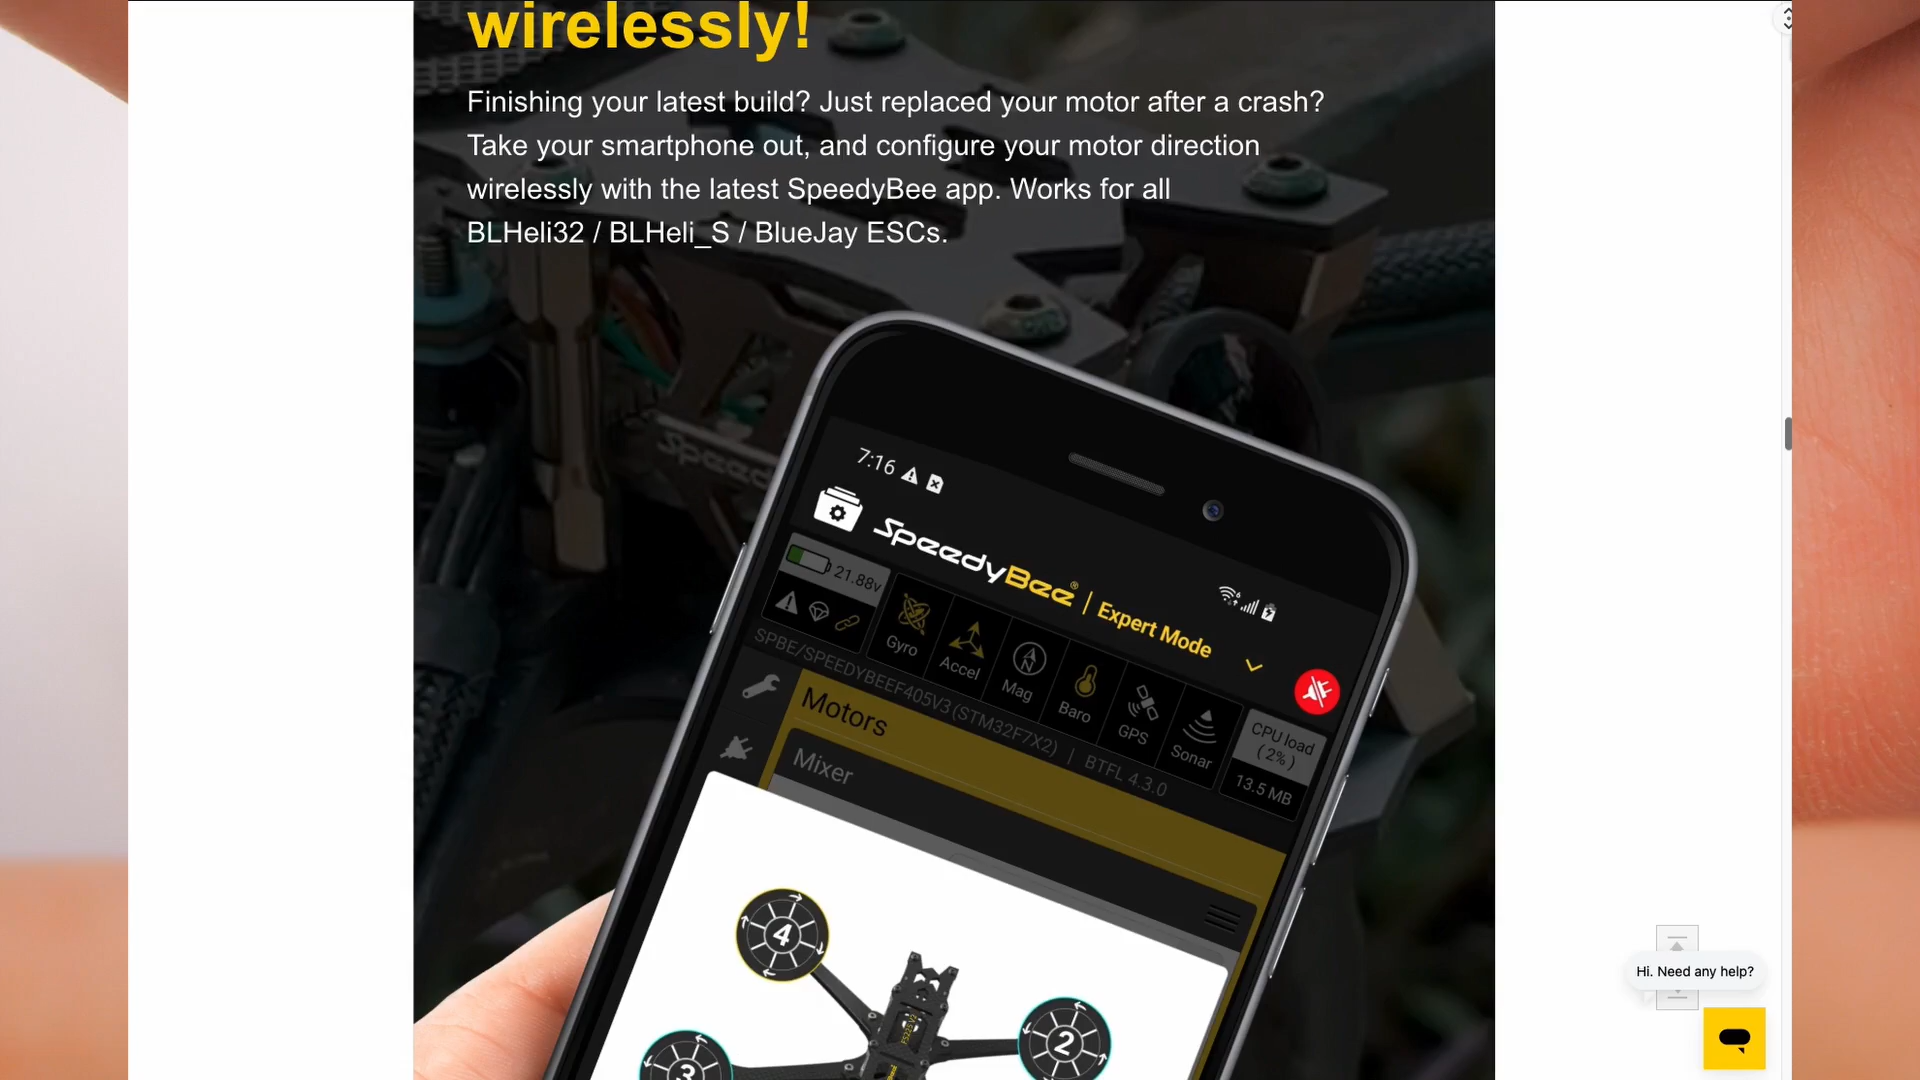 wirelessly!
Finishing your latest build? Just replaced your motor after a crash?
Take your smartphone out, and configure your motor direction
wirelessly with the latest SpeedyBee app. Works for all
BLHeli32 / BLHeli_S / BlueJay ESCs.
7:16
SpeedyBee® | Expert Mode
21.88v
Gyro
Accel
Mag
Baro
GPS
Sonar
CPU load
(2%)
13.5 MB
SPBE/SPEEDYBEEF405V3 (STM32F7X2) | BTFL 4.3.0
Motors
Mixer
4
2
3
Hi. Need any help?